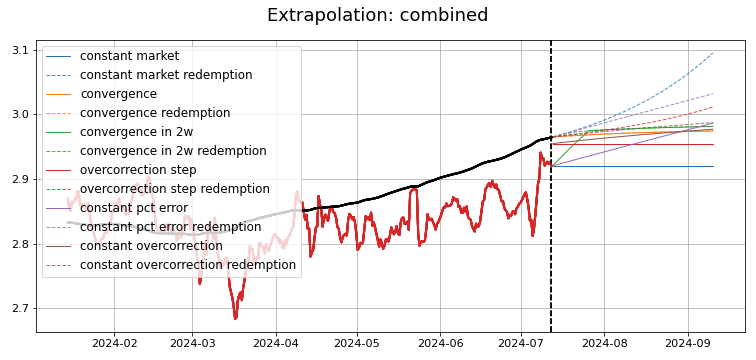 Extrapolation: combined
3.1
3.0
2.9
2.8
2.7
constant market
constant market redemption
convergence
convergence redemption
convergence in 2w
convergence in 2w redemption
overcorrection step
overcorrection step redemption
constant pct error
constant pct error redemption
constant overcorrection
constant overcorrection redemption
2024-02 2024-03 2024-04 2024-05 2024-06 2024-07 2024-08 2024-09